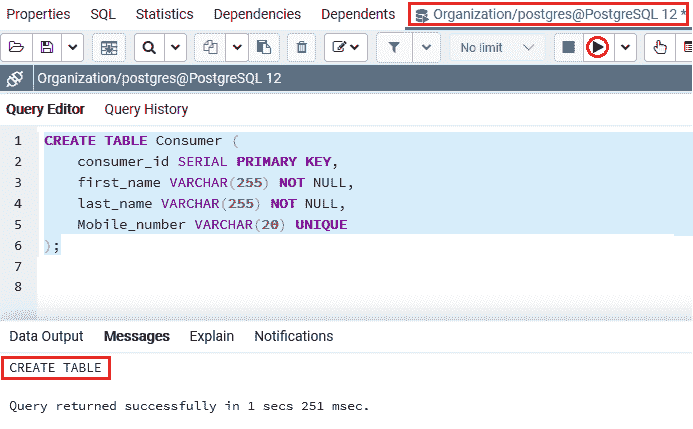 Properties SQL Statistics Dependencies Dependents Organization/postgres@PostgreSQL 12 *
No limit
Organization/postgres@PostgreSQL 12
Query Editor Query History
1 CREATE TABLE Consumer (
2 consumer_id SERIAL PRIMARY KEY,
3 first_name VARCHAR(255) NOT NULL,
4 last_name VARCHAR(255) NOT NULL,
5 Mobile_number VARCHAR(20) UNIQUE
6 );
7
8
Data Output Messages Explain Notifications
CREATE TABLE
Query returned successfully in 1 secs 251 msec.